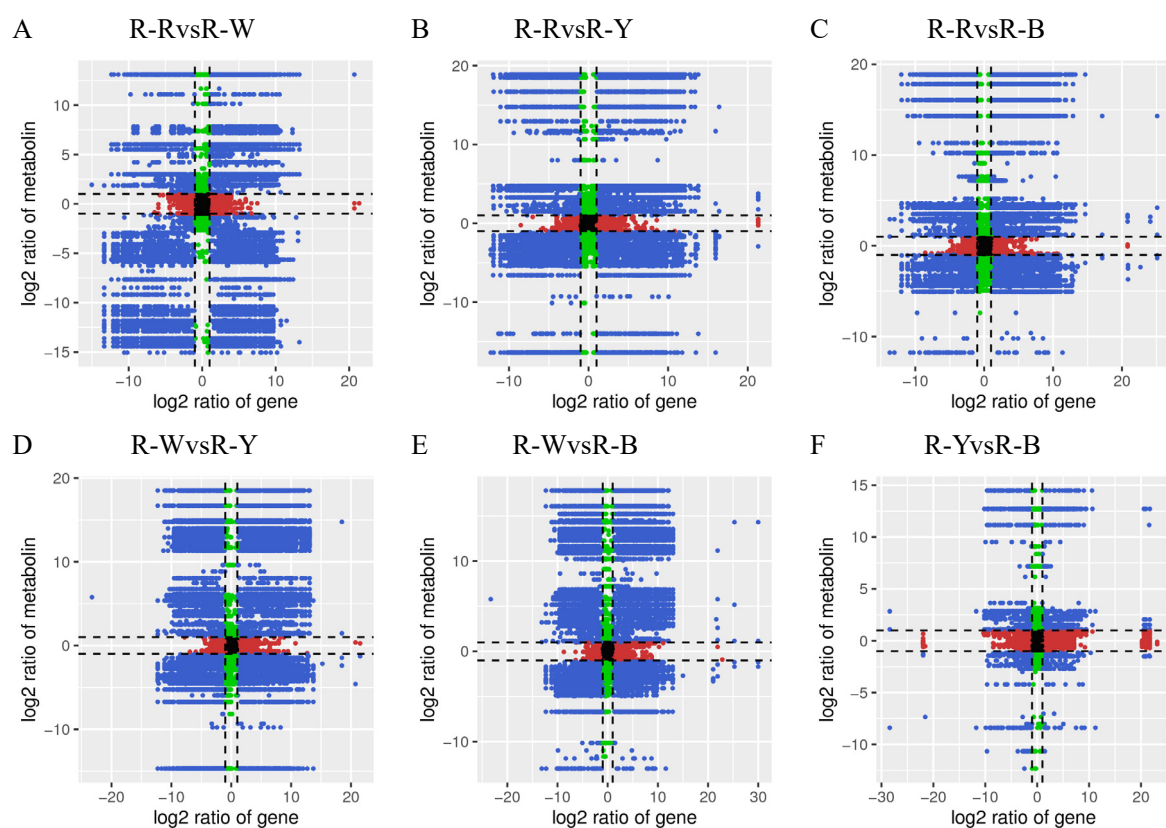 A R-RvsR-W
B R-RvsR-Y
C R-RvsR-B
log2 ratio of metabolin
10
5
0
−5
−10
−15
−10 0 10 20
log2 ratio of gene
log2 ratio of metabolin
20
10
0
−10
−10 0 10 20
log2 ratio of gene
log2 ratio of metabolin
20
10
0
−10
−10 0 10 20
log2 ratio of gene
D R-WvsR-Y
E R-WvsR-B
F R-YvsR-B
log2 ratio of metabolin
20
10
0
−10
−20 −10 0 10 20
log2 ratio of gene
log2 ratio of metabolin
10
0
−10
−20 −10 0 10 20 30
log2 ratio of gene
log2 ratio of metabolin
15
10
5
0
−5
−10
−30 −20 −10 0 10 20
log2 ratio of gene